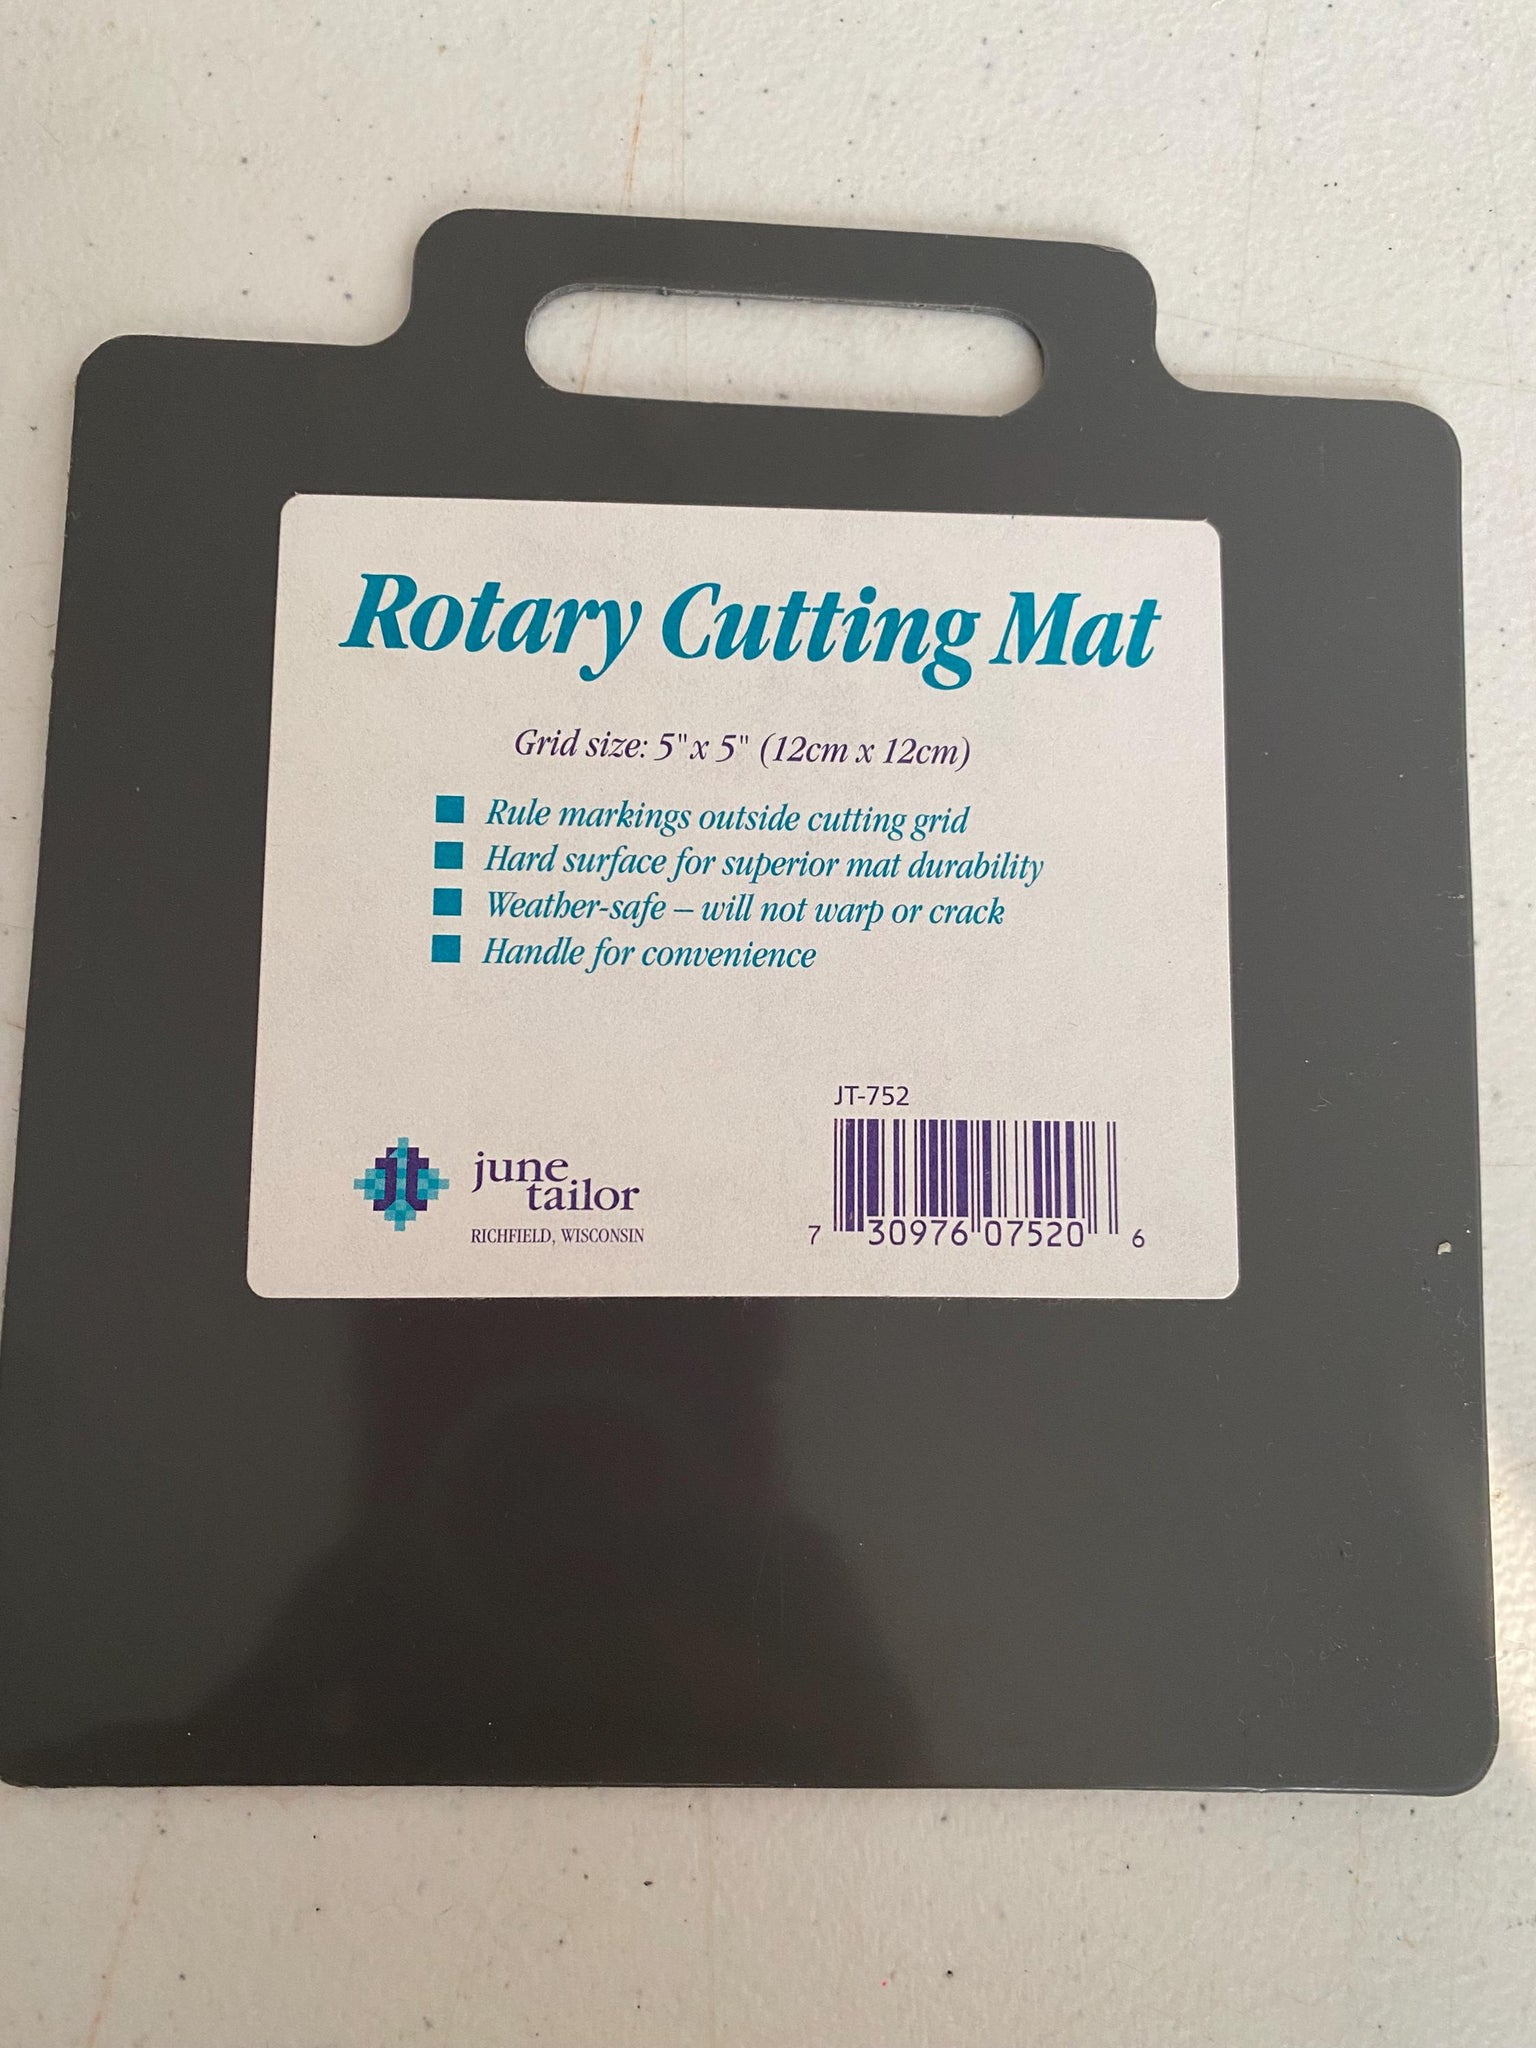 Rotary Cutting Mat
Grid size: 5" x 5" (12cm x 12cm)
Rule markings outside cutting grid
Hard surface for superior mat durability
Weather-safe – will not warp or crack
Handle for convenience
JT-752
jt
june
tailor
RICHFIELD, WISCONSIN
7 30976 07520 6